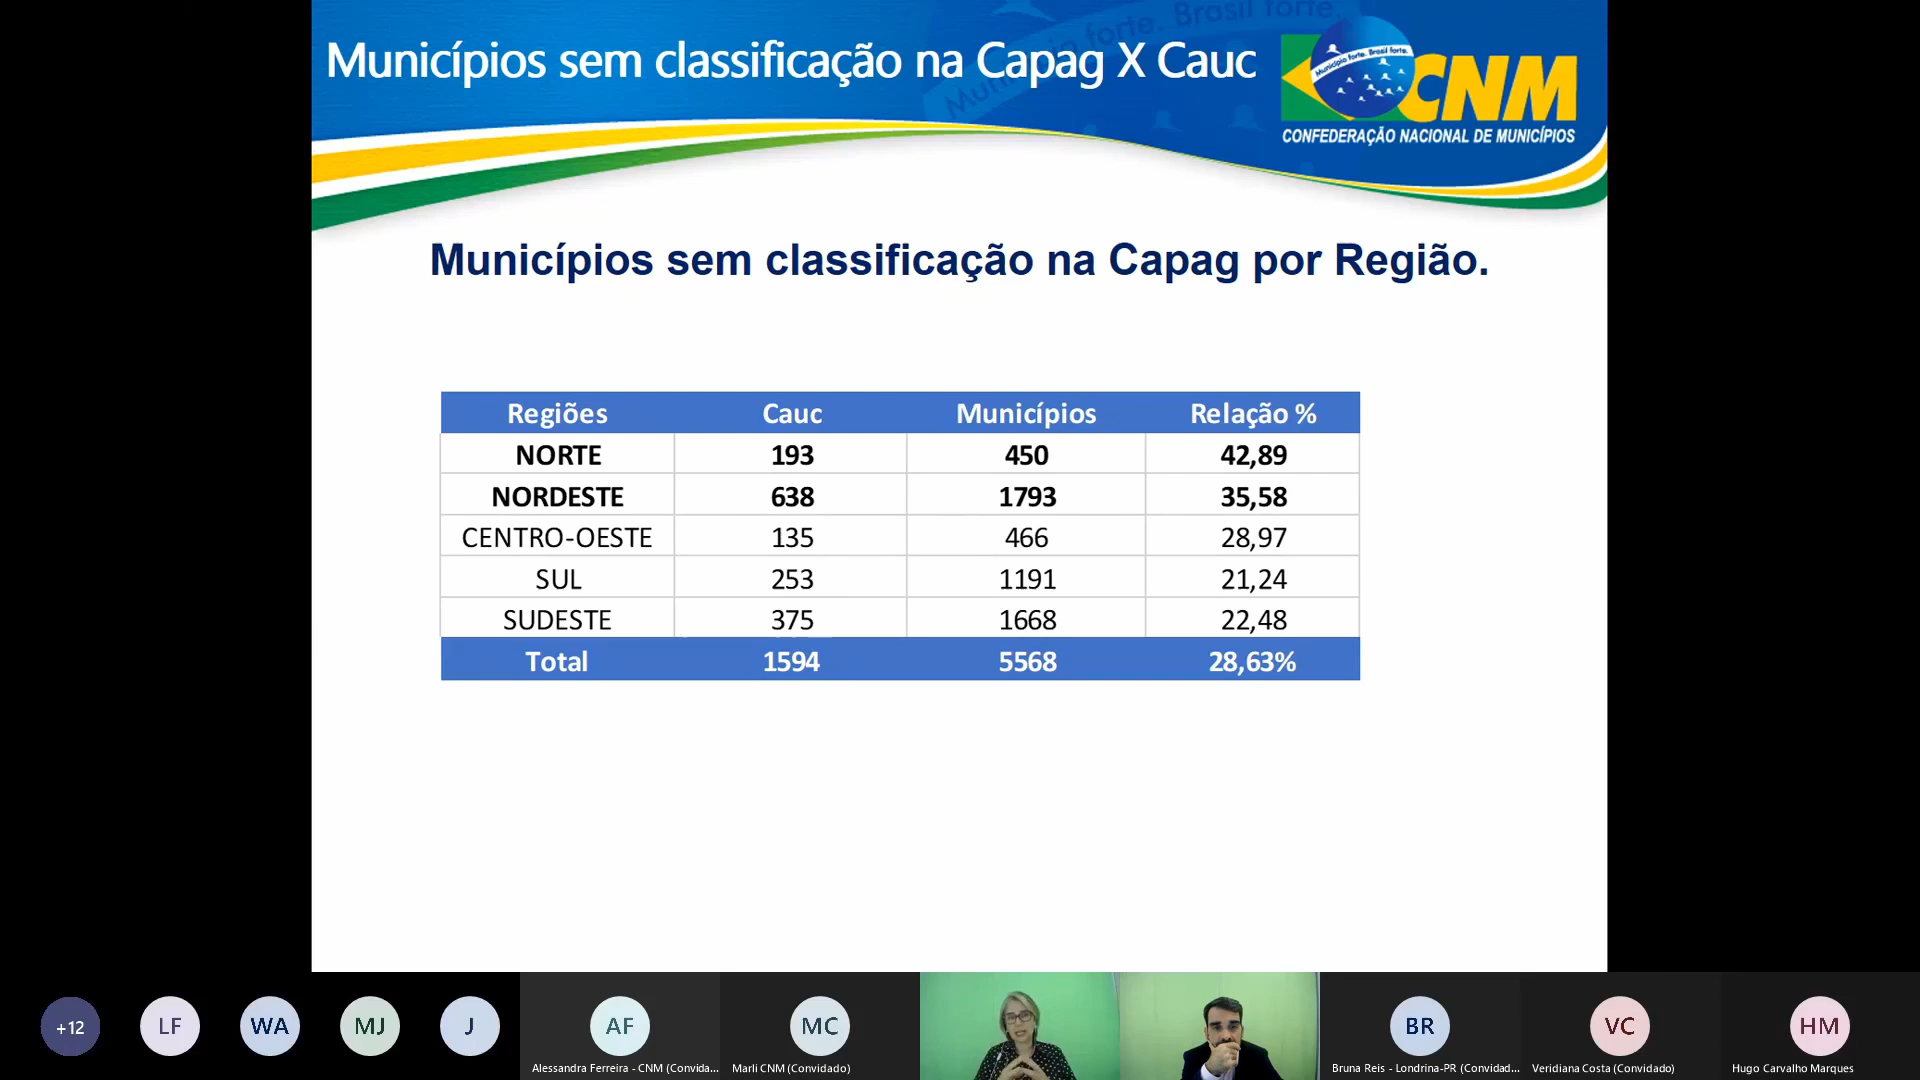 Municípios sem classificação na Capag X Cauc
Município forte. Brasil forte.
CNM
CONFEDERAÇÃO NACIONAL DE MUNICÍPIOS
Municípios sem classificação na Capag por Região.
Regiões Cauc Municípios Relação %
NORTE 193 450 42,89
NORDESTE 638 1793 35,58
CENTRO-OESTE 135 466 28,97
SUL 253 1191 21,24
SUDESTE 375 1668 22,48
Total 1594 5568 28,63%
+12 LF WA MJ J AF MC BR VC HM
Alessandra Ferreira - CNM (Convida... Marli CNM (Convidado) Bruna Reis - Londrina-PR (Convidad... Veridiana Costa (Convidado) Hugo Carvalho Marques